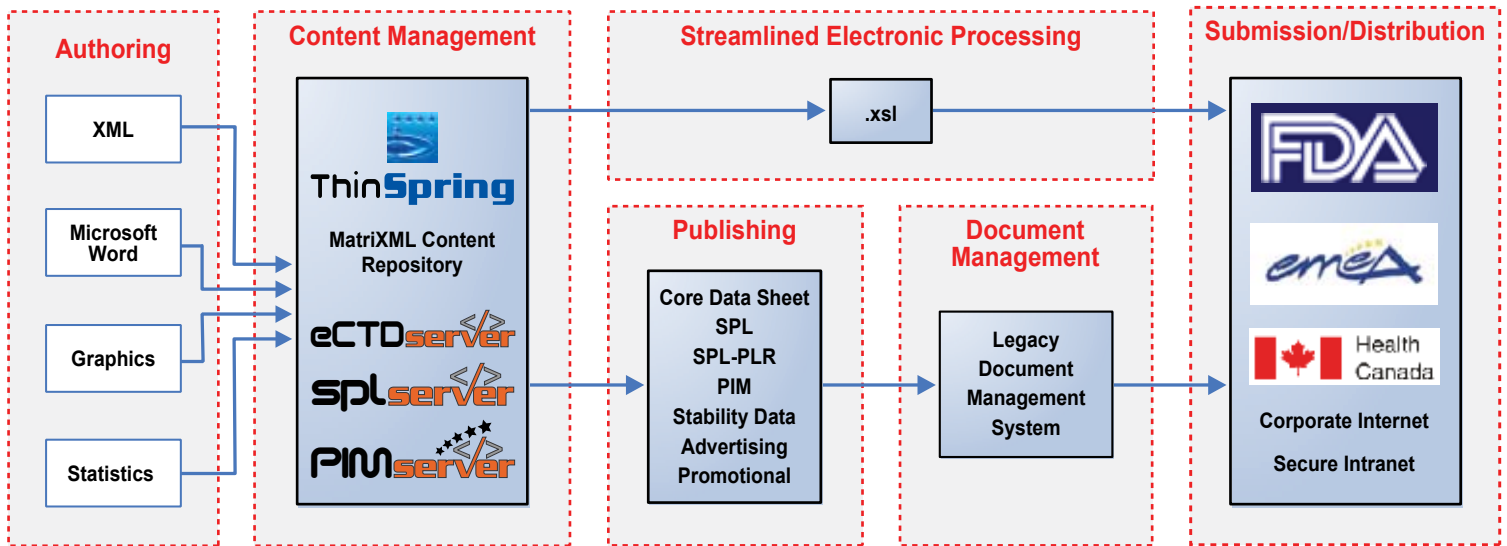 Authoring
XML
Microsoft
Word
Graphics
Statistics
Content Management
ThinSpring
MatriXML Content
Repository
eCTDserver</>
splserver</>
PIMserver</>
Streamlined Electronic Processing
.xsl
Publishing
Core Data Sheet
SPL
SPL-PLR
PIM
Stability Data
Advertising
Promotional
Document
Management
Legacy
Document
Management
System
Submission/Distribution
FDA
emeA
Health
Canada
Corporate Internet
Secure Intranet